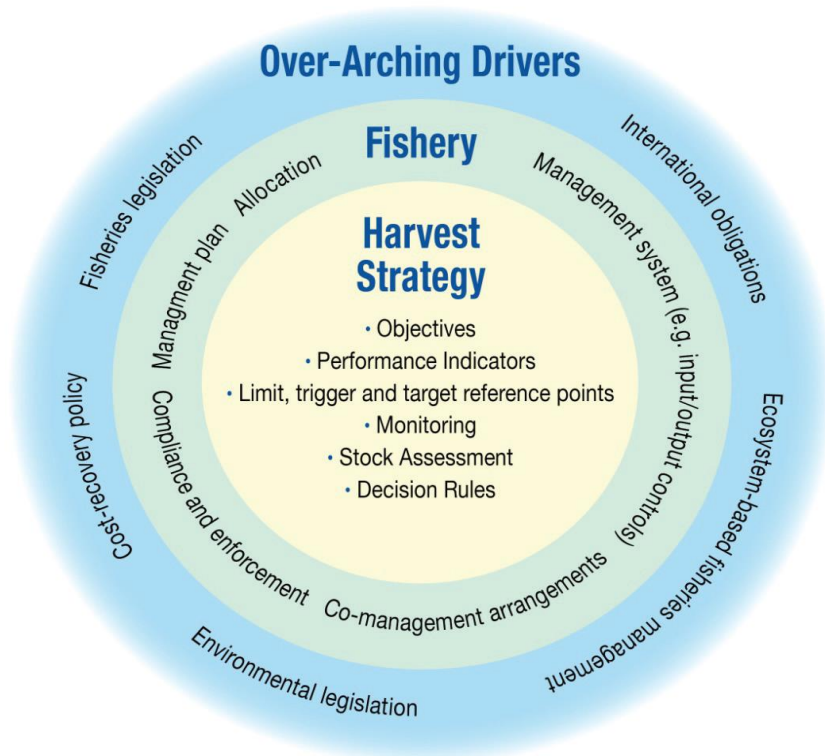 Over-Arching Drivers
Fisheries legislation
International obligations
Cost-recovery policy
Ecosystem-based fisheries management
Environmental legislation
Fishery
Allocation
Managment plan
Management system (e.g. input/output controls)
Compliance and enforcement
Co-management arrangements
Harvest
Strategy
• Objectives
• Performance Indicators
• Limit, trigger and target reference points
• Monitoring
• Stock Assessment
• Decision Rules